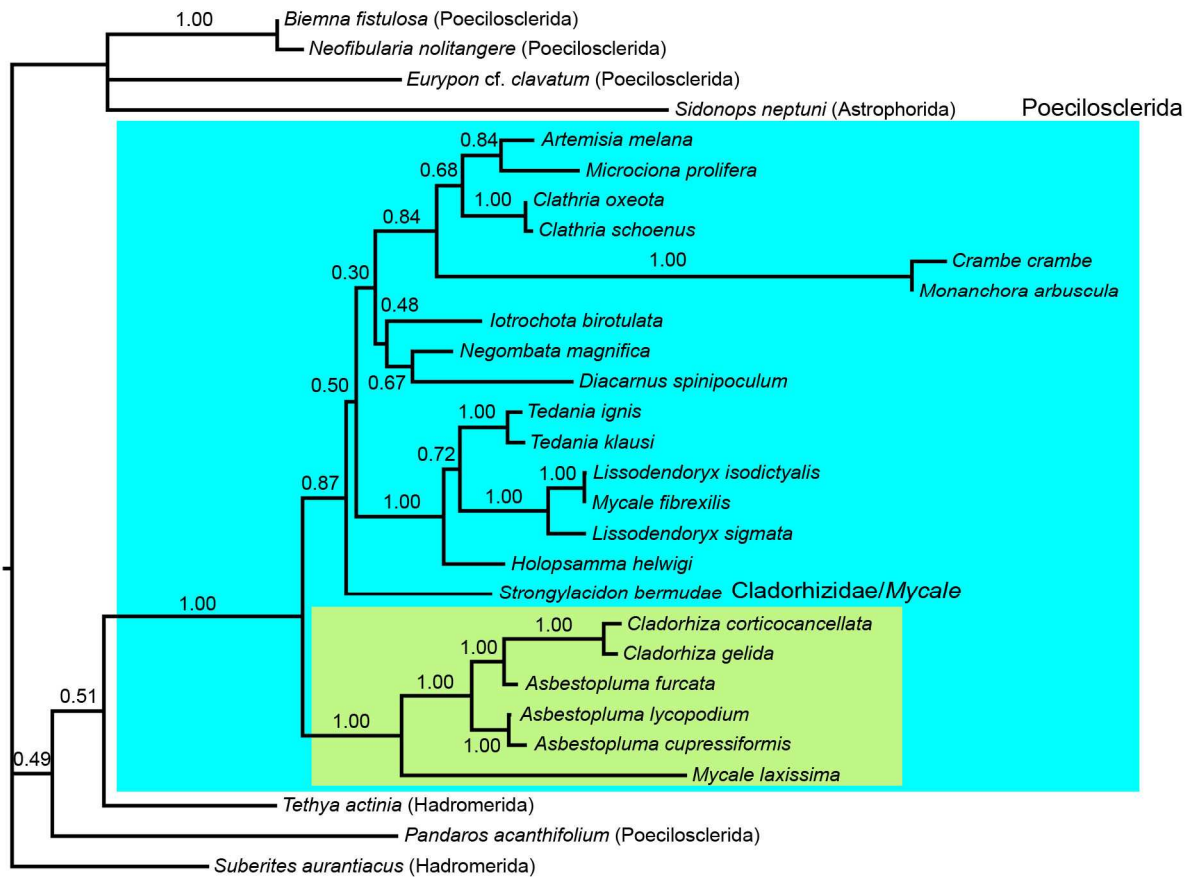 1.00
Biemna fistulosa (Poecilosclerida)
Neofibularia nolitangere (Poecilosclerida)
Eurypon cf. clavatum (Poecilosclerida)
Sidonops neptuni (Astrophorida)
Poecilosclerida
0.84
Artemisia melana
0.68
Microciona prolifera
1.00
Clathria oxeota
0.84
Clathria schoenus
1.00
Crambe crambe
0.30
Monanchora arbuscula
0.48
Iotrochota birotulata
Negombata magnifica
0.50
0.67
Diacarnus spinipoculum
1.00
Tedania ignis
Tedania klausi
0.72
1.00
Lissodendoryx isodictyalis
0.87
1.00
1.00
Mycale fibrexilis
Lissodendoryx sigmata
Holopsamma helwigi
Strongylacidon bermudae
Cladorhizidae/Mycale
1.00
1.00
Cladorhiza corticocancellata
1.00
Cladorhiza gelida
1.00
Asbestopluma furcata
0.51
1.00
Asbestopluma lycopodium
1.00
Asbestopluma cupressiformis
0.49
Mycale laxissima
Tethya actinia (Hadromerida)
Pandaros acanthifolium (Poecilosclerida)
Suberites aurantiacus (Hadromerida)